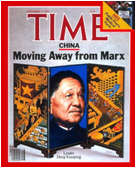 TIME
CHINA
Moving Away from Marx
Leader
Deng Xiaoping